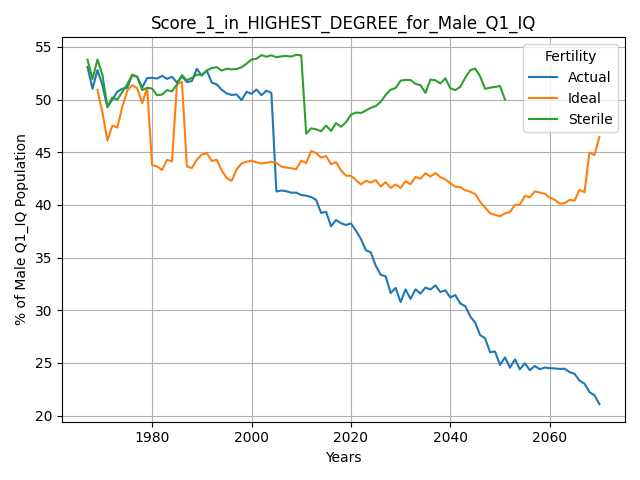 Score_1_in_HIGHEST_DEGREE_for_Male_Q1_IQ
% of Male Q1_IQ Population
55
50
45
40
35
30
25
20
Fertility
Actual
Ideal
Sterile
1980
2000
2020
2040
2060
Years